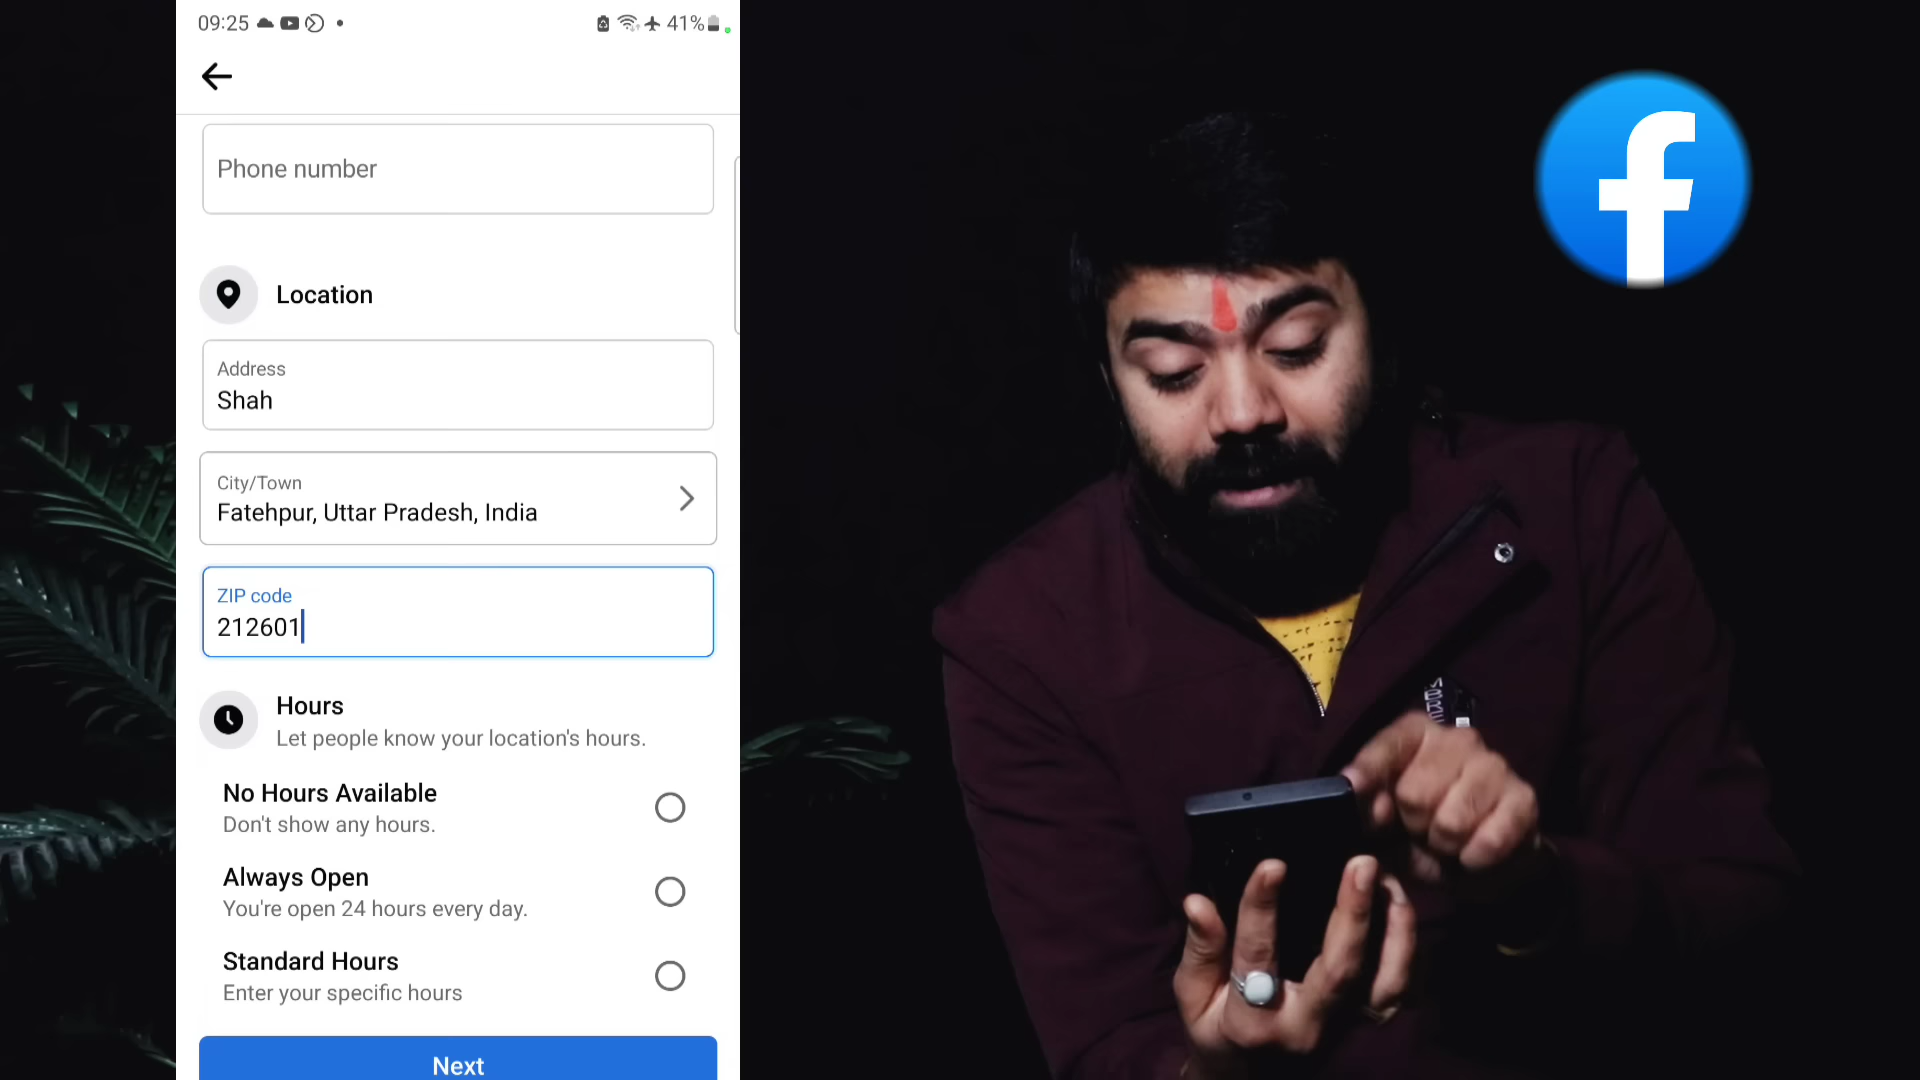 09:25
41%
Phone number
Location
Address
Shah
City/Town
Fatehpur, Uttar Pradesh, India
ZIP code
212601
Hours
Let people know your location's hours.
No Hours Available
Don't show any hours.
Always Open
You're open 24 hours every day.
Standard Hours
Enter your specific hours
Next